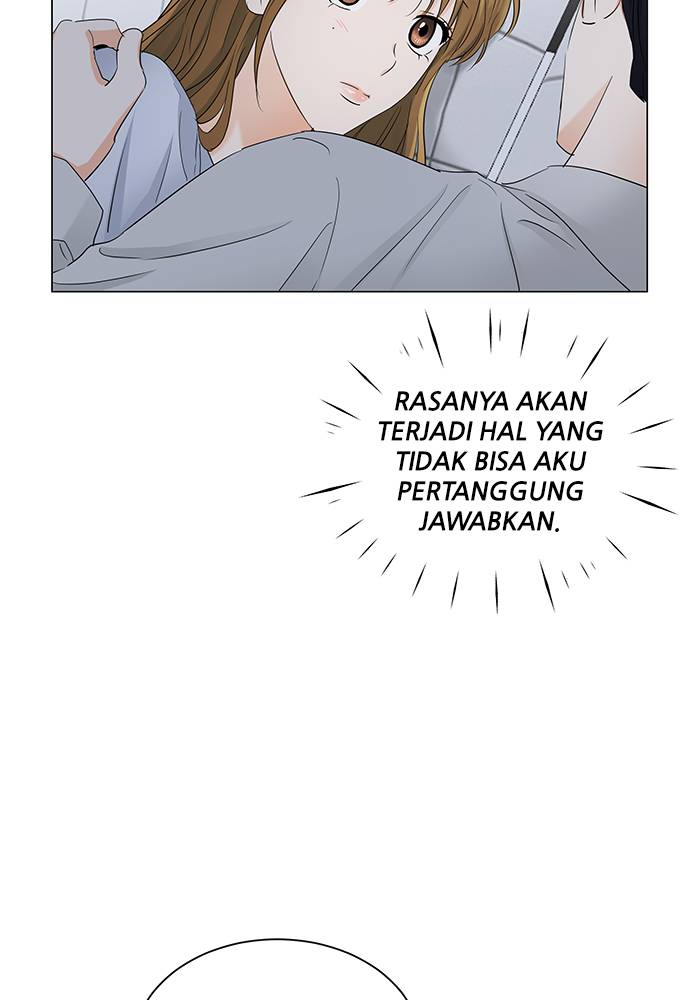 RASANYA AKAN
TERJADI HAL YANG
TIDAK BISA AKU
PERTANGGUNG
JAWABKAN.